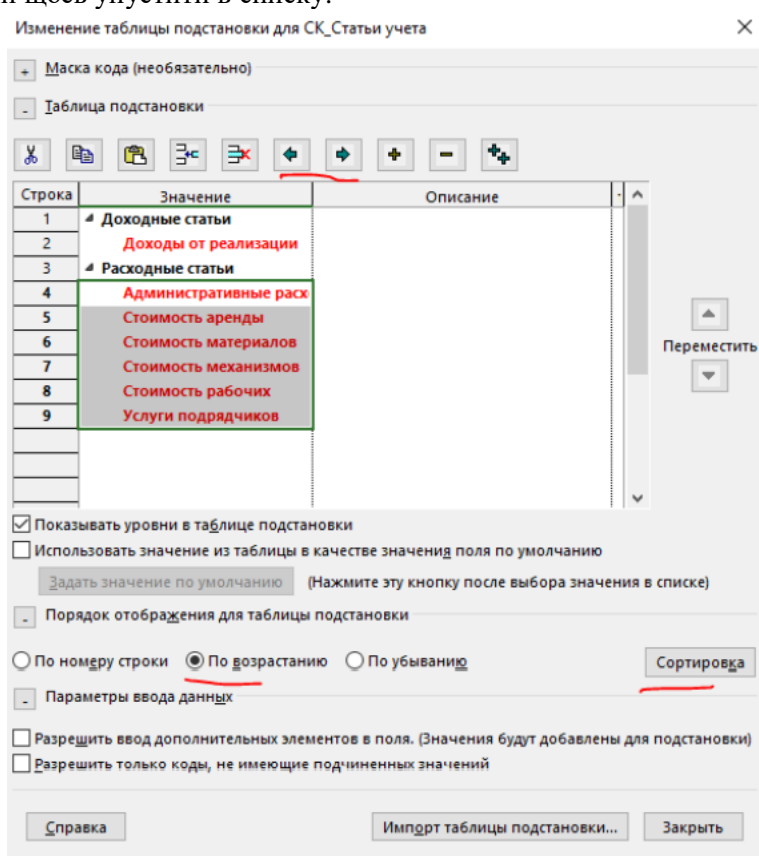 щось упустити в списку.
Изменение таблицы подстановки для СК_Статьи учета
Маска кода (необязательно)
Таблица подстановки
Строка Значение Описание
1 Доходные статьи
2 Доходы от реализации
3 Расходные статьи
4 Административные расх
5 Стоимость аренды
6 Стоимость материалов
7 Стоимость механизмов
8 Стоимость рабочих
9 Услуги подрядчиков
Переместить
Показывать уровни в таблице подстановки
Использовать значение из таблицы в качестве значения поля по умолчанию
Задать значение по умолчанию (Нажмите эту кнопку после выбора значения в списке)
Порядок отображения для таблицы подстановки
По номеру строки По возрастанию По убыванию Сортировка
Параметры ввода данных
Разрешить ввод дополнительных элементов в поля. (Значения будут добавлены для подстановки)
Разрешить только коды, не имеющие подчиненных значений
Справка Импорт таблицы подстановки... Закрыть